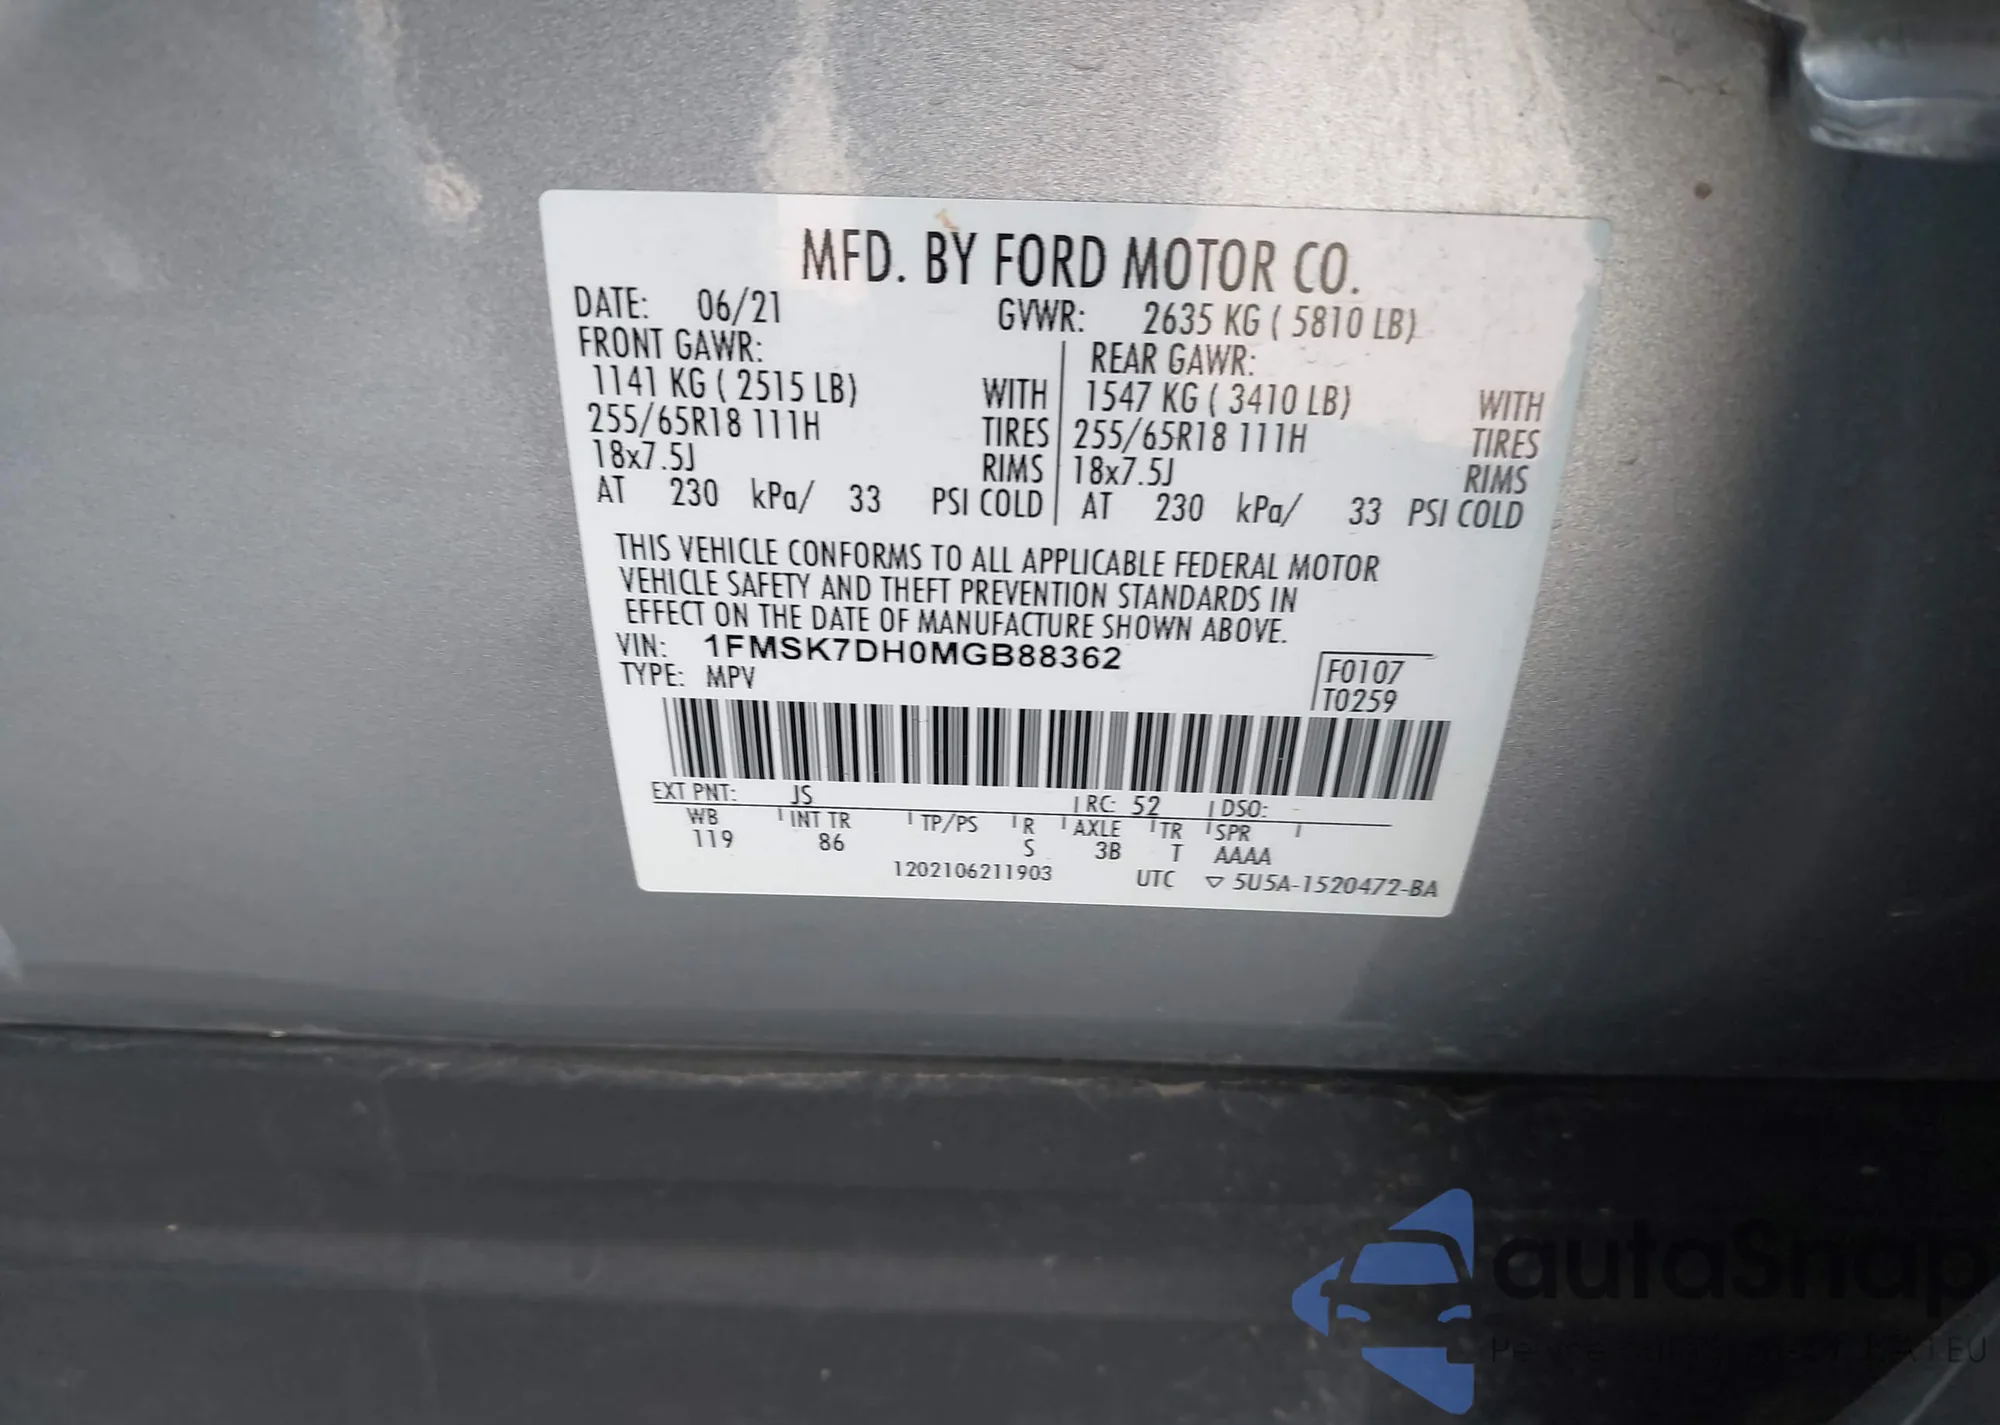 MFD. BY FORD MOTOR CO.
DATE: 06/21 GVWR: 2635 KG ( 5810 LB)
FRONT GAWR: REAR GAWR:
1141 KG ( 2515 LB) WITH 1547 KG ( 3410 LB) WITH
255/65R18 111H TIRES 255/65R18 111H TIRES
18x7.5J RIMS 18x7.5J RIMS
AT 230 kPa/ 33 PSI COLD AT 230 kPa/ 33 PSI COLD
THIS VEHICLE CONFORMS TO ALL APPLICABLE FEDERAL MOTOR
VEHICLE SAFETY AND THEFT PREVENTION STANDARDS IN
EFFECT ON THE DATE OF MANUFACTURE SHOWN ABOVE.
VIN: 1FMSK7DH0MGB88362
TYPE: MPV
F0107
T0259
EXT PNT: JS RC: 52 DSO:
WB INT TR TP/PS R AXLE TR SPR
119 86 S 3B T AAAA
1202106211903 UTC ▽ 5U5A-1520472-BA
autaSnap